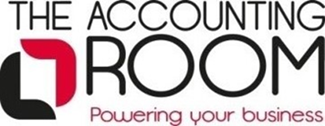 THE ACCOUNTING
ROOM
Powering your business